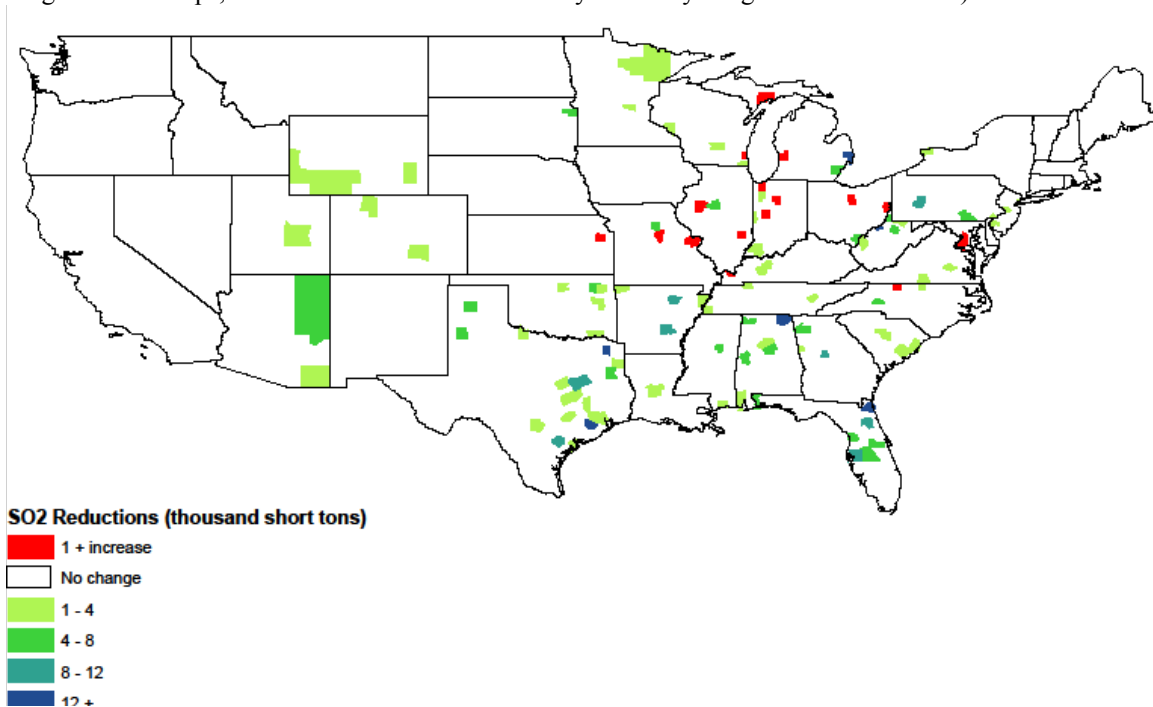 SO2 Reductions (thousand short tons)
1 + increase
No change
1 - 4
4 - 8
8 - 12
12 +